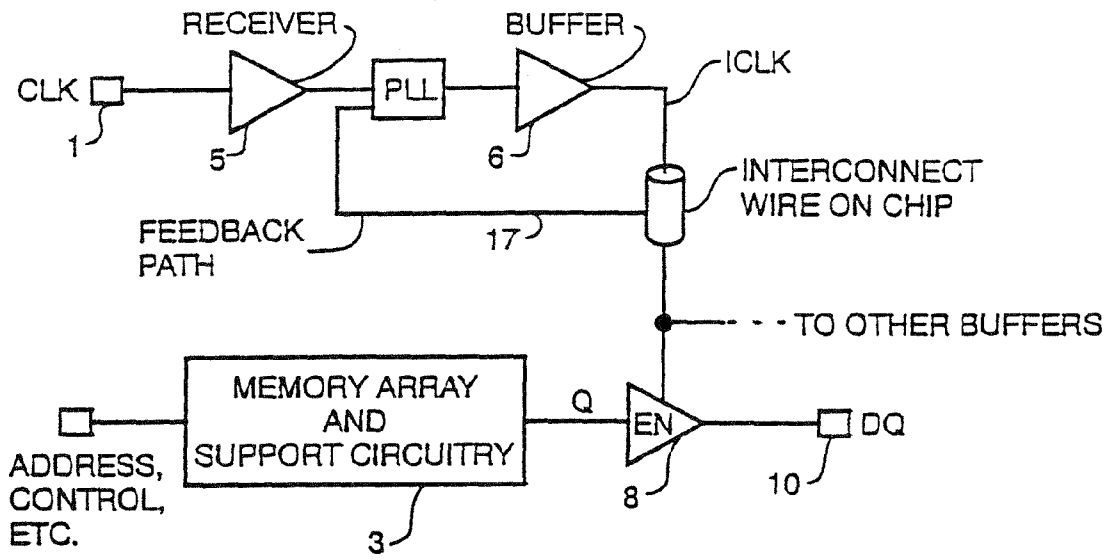 RECEIVER
BUFFER
ICLK
CLK
1
5
PLL
6
INTERCONNECT
WIRE ON CHIP
FEEDBACK
PATH
17
TO OTHER BUFFERS
MEMORY ARRAY
AND
SUPPORT CIRCUITRY
Q
EN
DQ
ADDRESS,
CONTROL,
ETC.
3
8
10